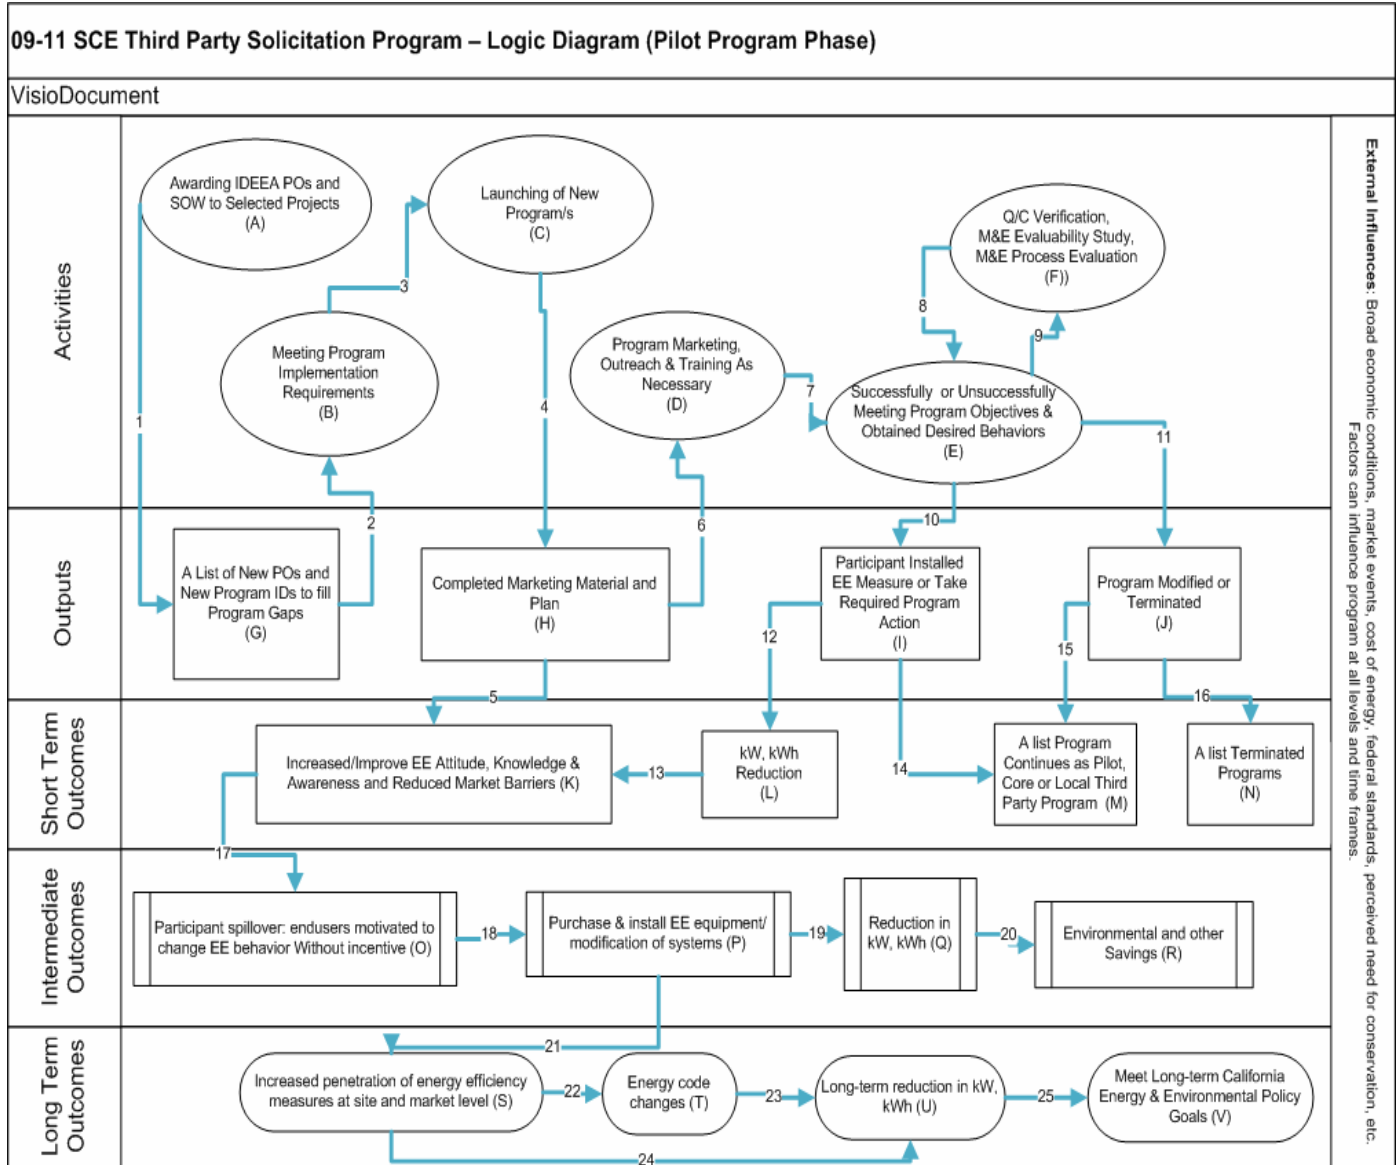 09-11 SCE Third Party Solicitation Program – Logic Diagram (Pilot Program Phase)
VisioDocument
Activities
Awarding IDEEA POs and
SOW to Selected Projects
(A)
Launching of New
Program/s
(C)
Q/C Verification,
M&E Evaluability Study,
M&E Process Evaluation
(F))
3
8
9
Meeting Program
Implementation
Requirements
(B)
Program Marketing,
Outreach & Training As
Necessary
(D)
7
Successfully or Unsuccessfully
Meeting Program Objectives &
Obtained Desired Behaviors
(E)
1
4
11
2
6
10
Outputs
A List of New POs and
New Program IDs to fill
Program Gaps
(G)
Completed Marketing Material and
Plan
(H)
Participant Installed
EE Measure or Take
Required Program
Action
(I)
Program Modified or
Terminated
(J)
12
15
5
16
Short Term
Outcomes
Increased/Improve EE Attitude, Knowledge &
Awareness and Reduced Market Barriers (K)
13
kW, kWh
Reduction
(L)
14
A list Program
Continues as Pilot,
Core or Local Third
Party Program (M)
A list Terminated
Programs
(N)
17
Intermediate
Outcomes
Participant spillover: endusers motivated to
change EE behavior Without incentive (O)
18
Purchase & install EE equipment/
modification of systems (P)
19
Reduction in
kW, kWh (Q)
20
Environmental and other
Savings (R)
21
Long Term
Outcomes
Increased penetration of energy efficiency
measures at site and market level (S)
22
Energy code
changes (T)
23
Long-term reduction in kW,
kWh (U)
25
Meet Long-term California
Energy & Environmental Policy
Goals (V)
24
External Influences: Broad economic conditions, market events, cost of energy, federal standards, perceived need for conservation, etc.
Factors can influence program at all levels and time frames.